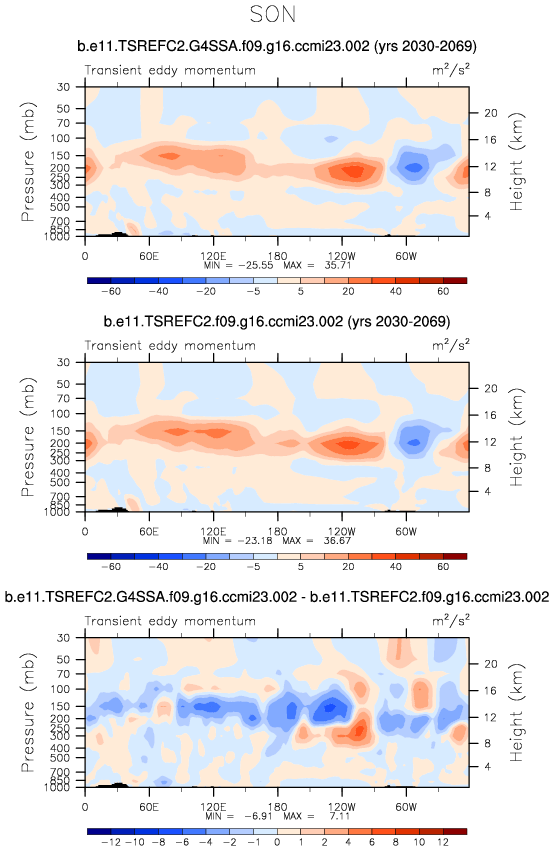 SON
b.e11.TSREFC2.G4SSA.f09.g16.ccmi23.002 (yrs 2030-2069)
Transient eddy momentum m²/s²
Pressure (mb)
30
50
70
100
150
200
250
300
400
500
700
850
1000
20
16
12
8
4
Height (km)
0 60E 120E 180 120W 60W
MIN = -25.55 MAX = 35.71
-60 -40 -20 -5 5 20 40 60
b.e11.TSREFC2.f09.g16.ccmi23.002 (yrs 2030-2069)
Transient eddy momentum m²/s²
Pressure (mb)
30
50
70
100
150
200
250
300
400
500
700
850
1000
20
16
12
8
4
Height (km)
0 60E 120E 180 120W 60W
MIN = -23.18 MAX = 36.67
-60 -40 -20 -5 5 20 40 60
b.e11.TSREFC2.G4SSA.f09.g16.ccmi23.002 - b.e11.TSREFC2.f09.g16.ccmi23.002
Transient eddy momentum m²/s²
Pressure (mb)
30
50
70
100
150
200
250
300
400
500
700
850
1000
20
16
12
8
4
Height (km)
0 60E 120E 180 120W 60W
MIN = -6.91 MAX = 7.11
-12 -10 -8 -6 -4 -2 -1 0 1 2 4 6 8 10 12